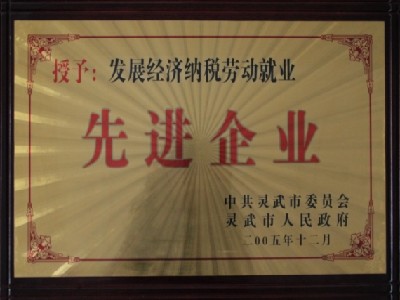 授予：发展经济纳税劳动就业
先进企业
中共灵武市委员会
灵武市人民政府
二00五年十二月